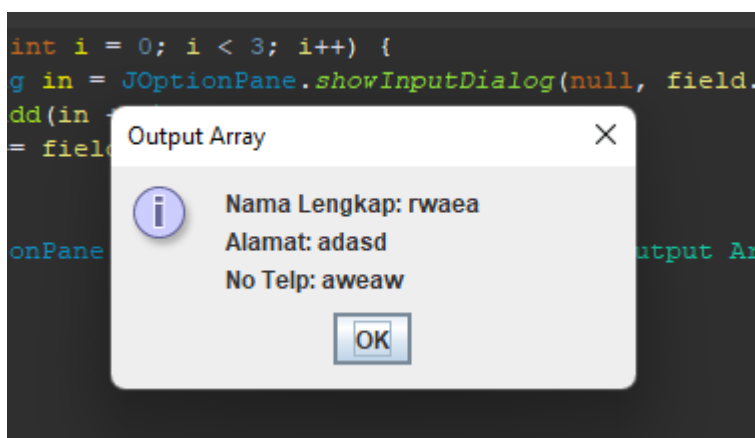 int i = 0; i < 3; i++) {
g in = JOptionPane.showInputDialog(null, field.
dd(in
= field
Output Array
Nama Lengkap: rwaea
Alamat: adasd
No Telp: aweaw
onPane
utput Ar
OK